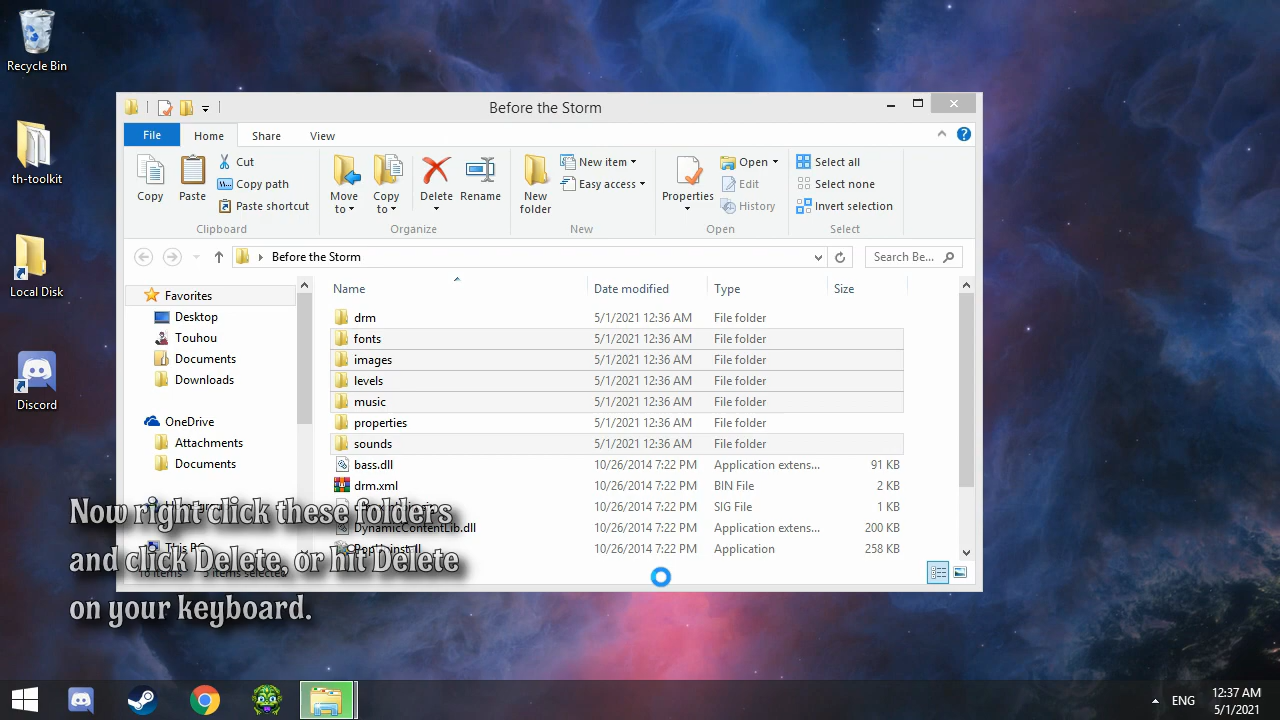 Recycle Bin
th-toolkit
Local Disk
Discord
Before the Storm
File Home Share View
Copy
Paste
Cut
Copy path
Paste shortcut
Clipboard
Move to
Copy to
Delete
Rename
Organize
New folder
New item
Easy access
New
Properties
Open
Edit
History
Open
Select all
Select none
Invert selection
Select
Before the Storm
Search Be...
Favorites
Desktop
Touhou
Documents
Downloads
OneDrive
Attachments
Documents
This PC
Name Date modified Type Size
drm 5/1/2021 12:36 AM File folder
fonts 5/1/2021 12:36 AM File folder
images 5/1/2021 12:36 AM File folder
levels 5/1/2021 12:36 AM File folder
music 5/1/2021 12:36 AM File folder
properties 5/1/2021 12:36 AM File folder
sounds 5/1/2021 12:36 AM File folder
bass.dll 10/26/2014 7:22 PM Application extens... 91 KB
drm.xml 10/26/2014 7:22 PM BIN File 2 KB
10/26/2014 7:22 PM SIG File 1 KB
DynamicContentLib.dll 10/26/2014 7:22 PM Application extens... 200 KB
10/26/2014 7:22 PM Application 258 KB
items selected
Now right click these folders
and click Delete, or hit Delete
on your keyboard.
ENG
12:37 AM
5/1/2021